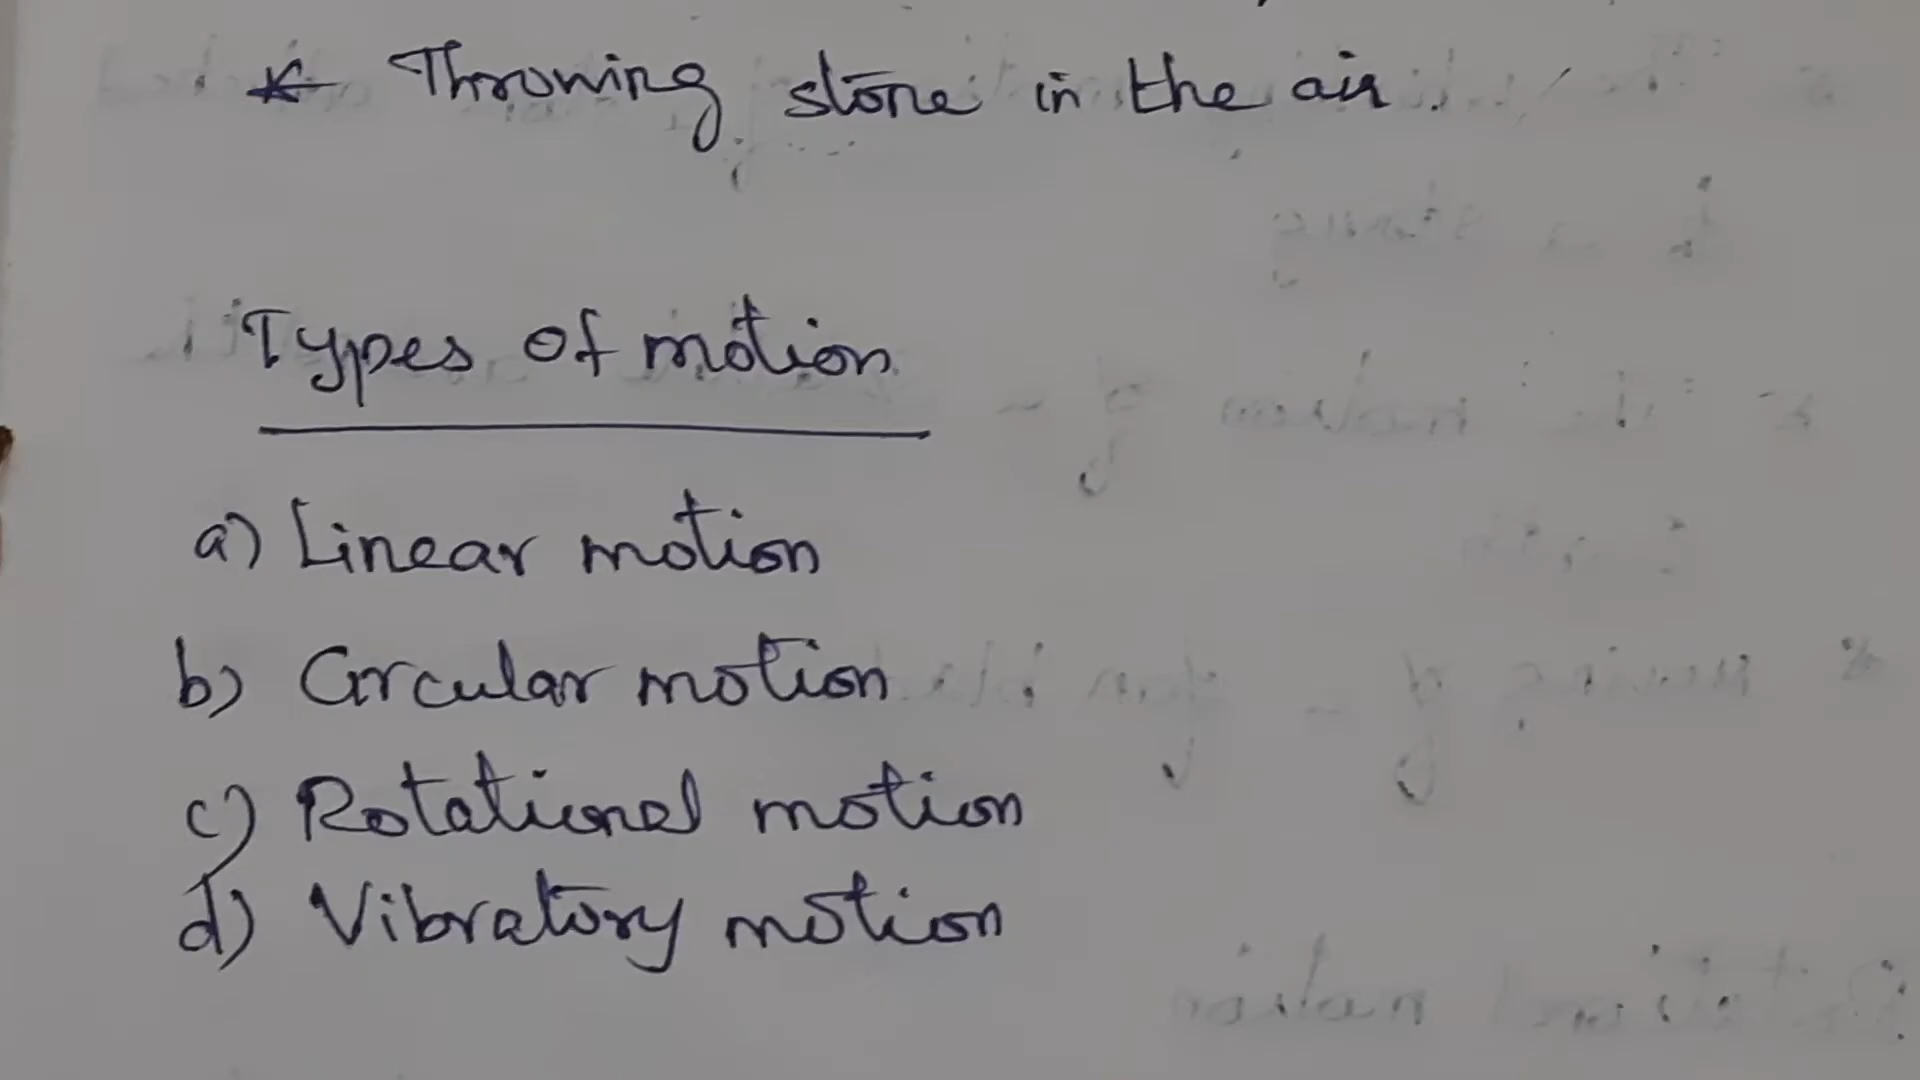 * Throwing stone in the air.
Types of motion
a) Linear motion
b) Circular motion
c) Rotational motion
d) Vibratory motion